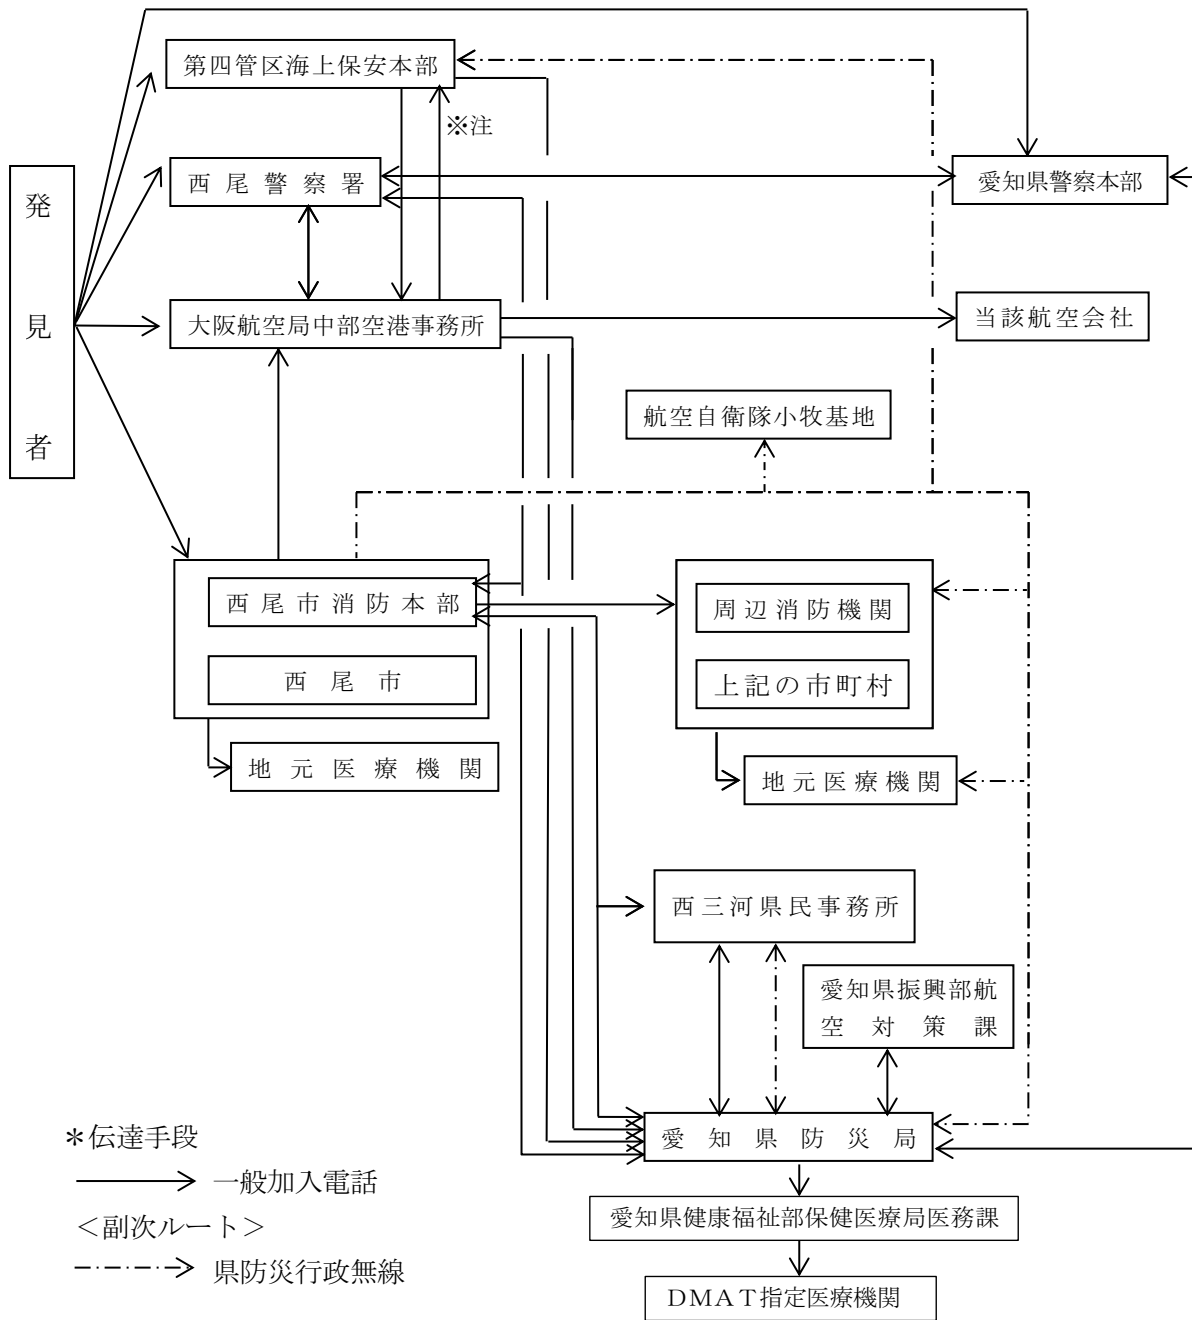 第四管区海上保安本部
※注
西尾警察署
愛知県警察本部
発見者
大阪航空局中部空港事務所
当該航空会社
航空自衛隊小牧基地
西尾市消防本部
周辺消防機関
西尾市
上記の市町村
地元医療機関
地元医療機関
西三河県民事務所
愛知県振興部航
空対策課
愛知県防災局
＊伝達手段
一般加入電話
＜副次ルート＞
県防災行政無線
愛知県健康福祉部保健医療局医務課
DMAT指定医療機関